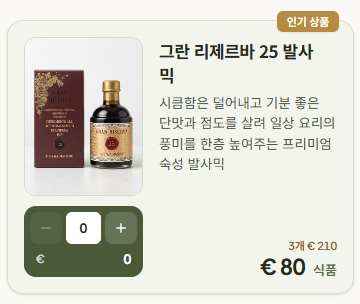 인기 상품
그란 리제르바 25 발사
믹
시큼함은 덜어내고 기분 좋은
단맛과 점도를 살려 일상 요리의
풍미를 한층 높여주는 프리미엄
숙성 발사믹
GRAN RISERVA
25
− 0 +
€ 0
3개 € 210
€ 80 식품